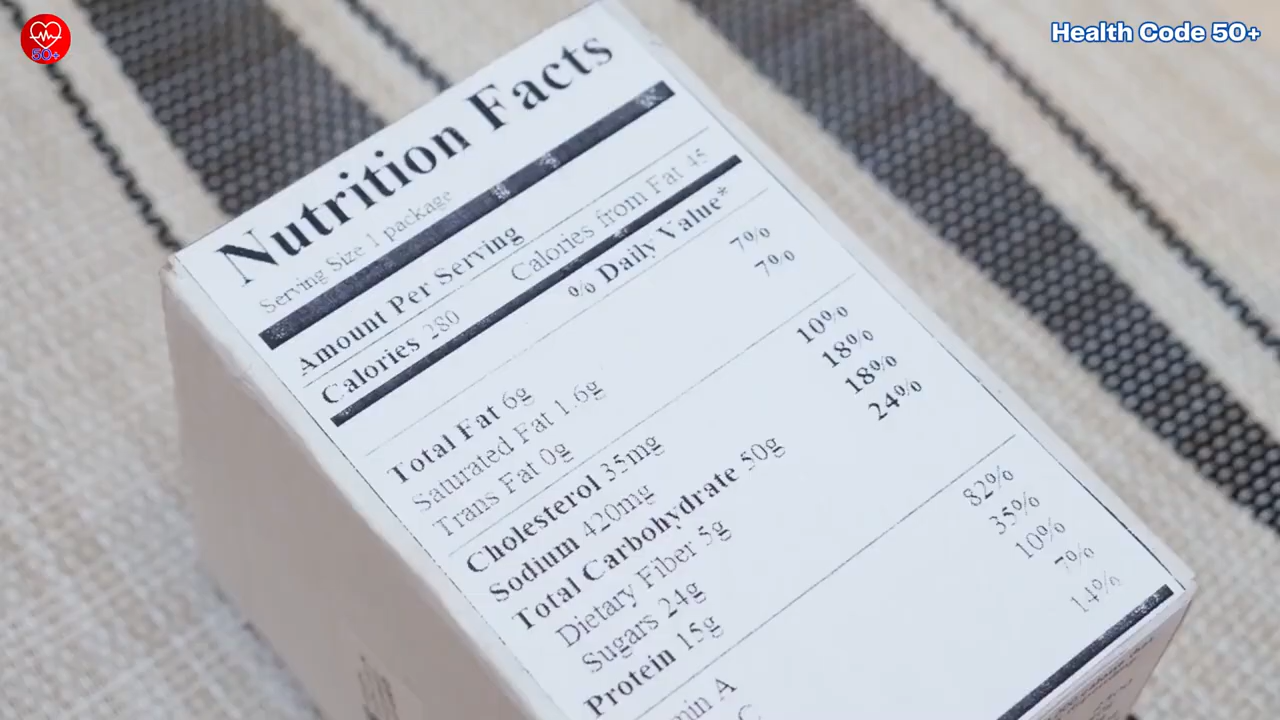 50+
Health Code 50+
Nutrition Facts
Serving Size 1 package
Amount Per Serving
Calories 280 Calories from Fat 45
% Daily Value*
Total Fat 6g 7%
Saturated Fat 1.6g 7%
Trans Fat 0g
Cholesterol 35mg 10%
Sodium 420mg 18%
Total Carbohydrate 50g 18%
Dietary Fiber 5g 24%
Sugars 24g
Protein 15g
82%
35%
10%
7%
14%
A
C